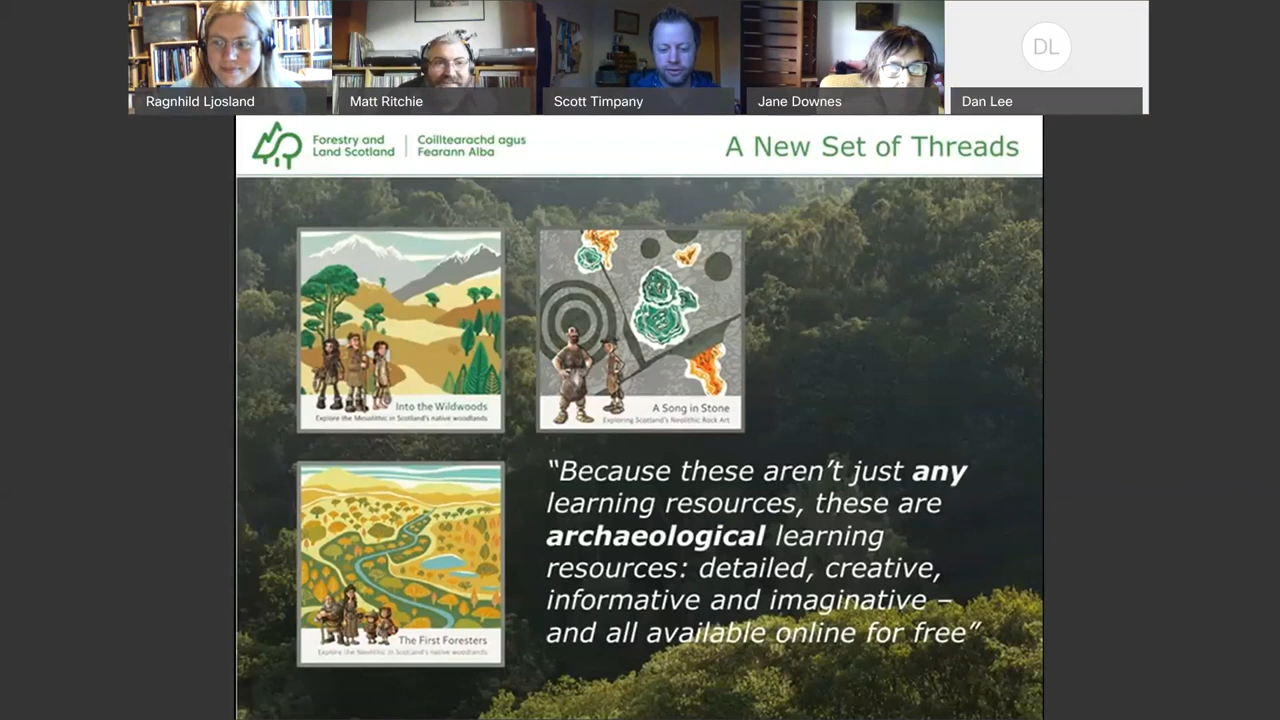 Ragnhild Ljosland
Matt Ritchie
Scott Timpany
Jane Downes
DL
Dan Lee
Forestry and
Land Scotland
Coilltearachd agus
Fearann Alba
A New Set of Threads
Into the Wildwoods
Explore the Mesolithic in Scotland's native woodlands
A Song in Stone
Exploring Scotland's Neolithic Rock Art
The First Foresters
Explore the Neolithic in Scotland's native woodlands
“Because these aren’t just any
learning resources, these are
archaeological learning
resources: detailed, creative,
informative and imaginative –
and all available online for free”